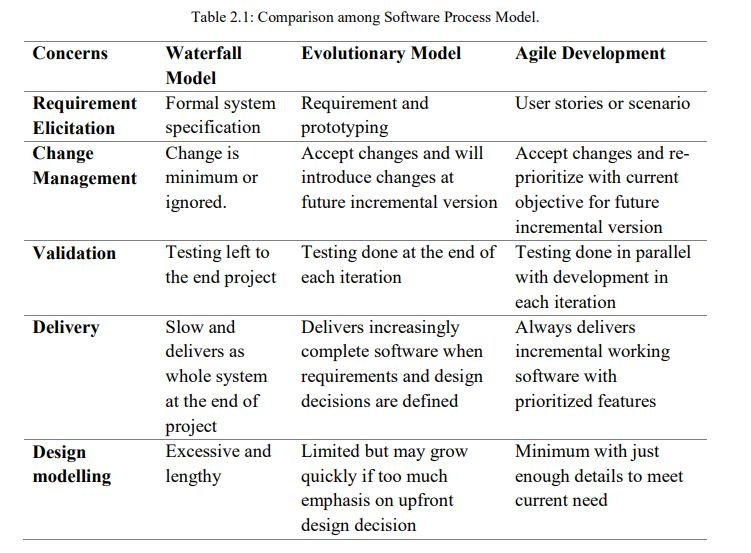 Table 2.1: Comparison among Software Process Model.
Concerns Waterfall Model Evolutionary Model Agile Development
Requirement Elicitation Formal system specification Requirement and prototyping User stories or scenario
Change Management Change is minimum or ignored. Accept changes and will introduce changes at future incremental version Accept changes and re-prioritize with current objective for future incremental version
Validation Testing left to the end project Testing done at the end of each iteration Testing done in parallel with development in each iteration
Delivery Slow and delivers as whole system at the end of project Delivers increasingly complete software when requirements and design decisions are defined Always delivers incremental working software with prioritized features
Design modelling Excessive and lengthy Limited but may grow quickly if too much emphasis on upfront design decision Minimum with just enough details to meet current need